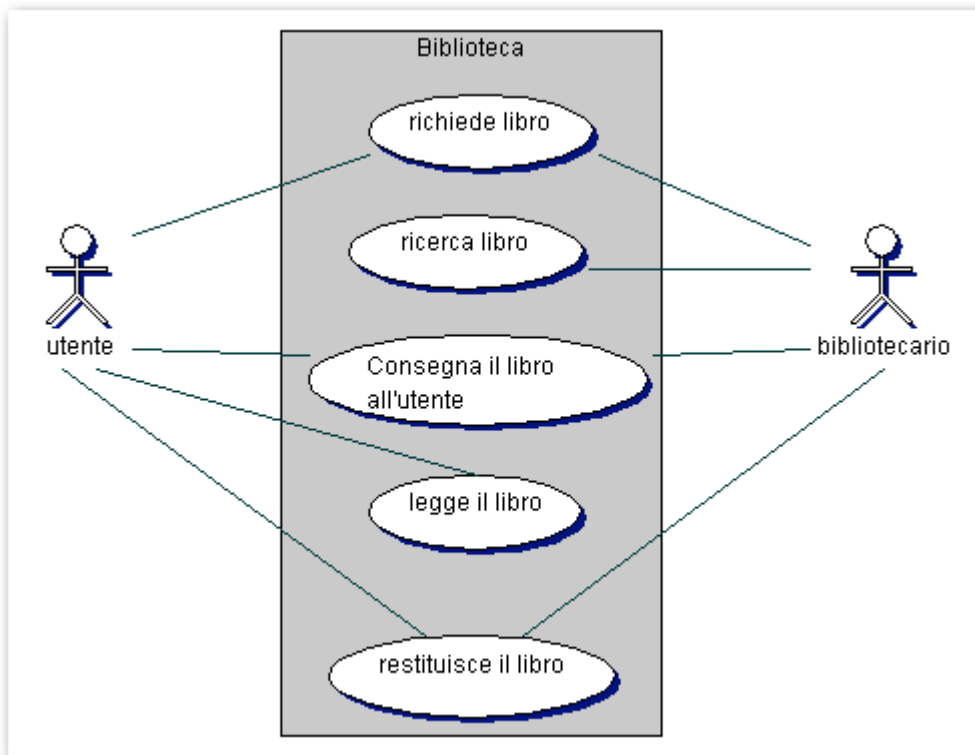 Biblioteca
richiede libro
ricerca libro
utente
bibliotecario
Consegna il libro
all'utente
legge il libro
restituisce il libro